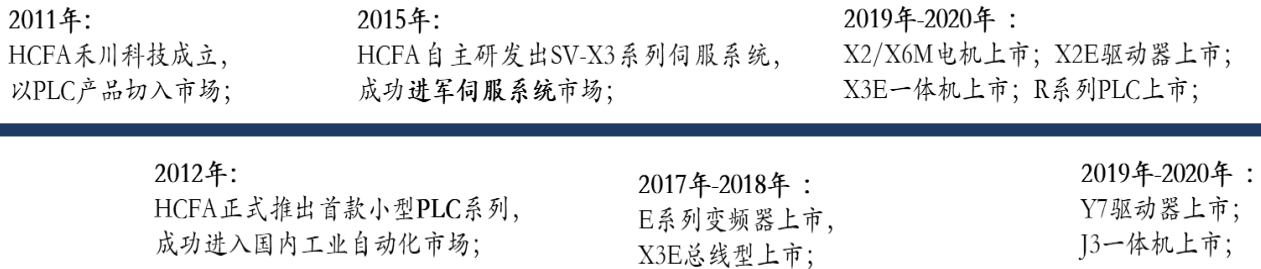 2011年：
HCFA禾川科技成立，
以PLC产品切入市场；
2015年：
HCFA自主研发出SV-X3系列伺服系统，
成功进军伺服系统市场；
2019年-2020年 ：
X2/X6M电机上市；X2E驱动器上市；
X3E一体机上市；R系列PLC上市；
2012年：
HCFA正式推出首款小型PLC系列，
成功进入国内工业自动化市场；
2017年-2018年 ：
E系列变频器上市，
X3E总线型上市；
2019年-2020年 ：
Y7驱动器上市；
J3一体机上市；